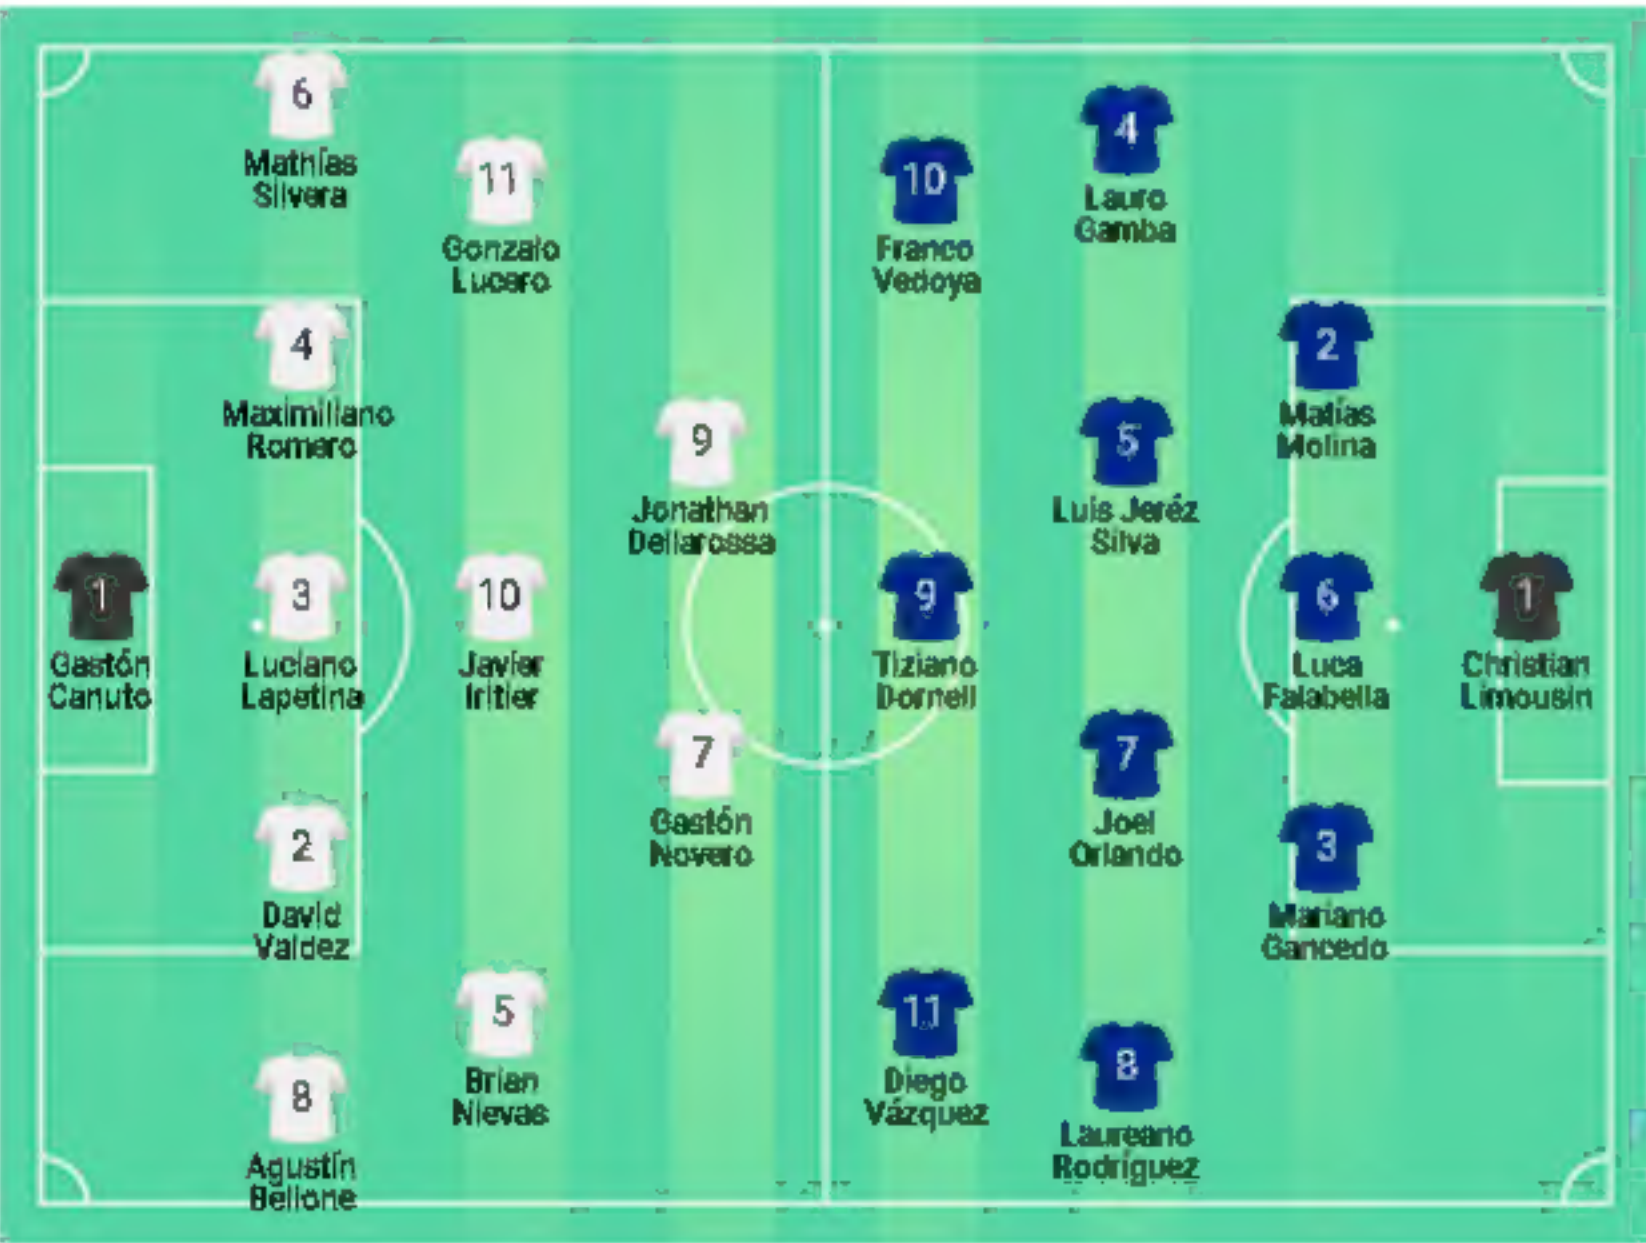 6
Mathías
Silvera
11
Gonzalo
Lucero
4
Maximiliano
Romero
9
Jonathan
Dellarossa
1
Gastón
Canuto
3
Luciano
Lapetina
10
Javier
Iritier
7
Gastón
Novero
2
David
Valdez
5
Brian
Nievas
8
Agustín
Bellone
10
Franco
Vedoya
4
Lauro
Gamba
2
Matías
Molina
5
Luis Jeréz
Silva
9
Tiziano
Dornell
6
Luca
Falabella
1
Christian
Limousin
7
Joel
Orlando
3
Mariano
Gancedo
11
Diego
Vázquez
8
Laureano
Rodríguez